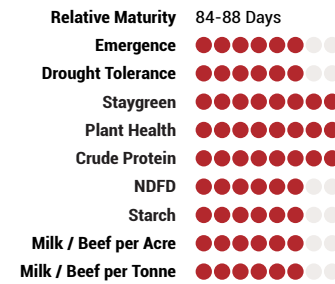 Relative Maturity 84-88 Days
Emergence
Drought Tolerance
Staygreen
Plant Health
Crude Protein
NDFD
Starch
Milk / Beef per Acre
Milk / Beef per Tonne